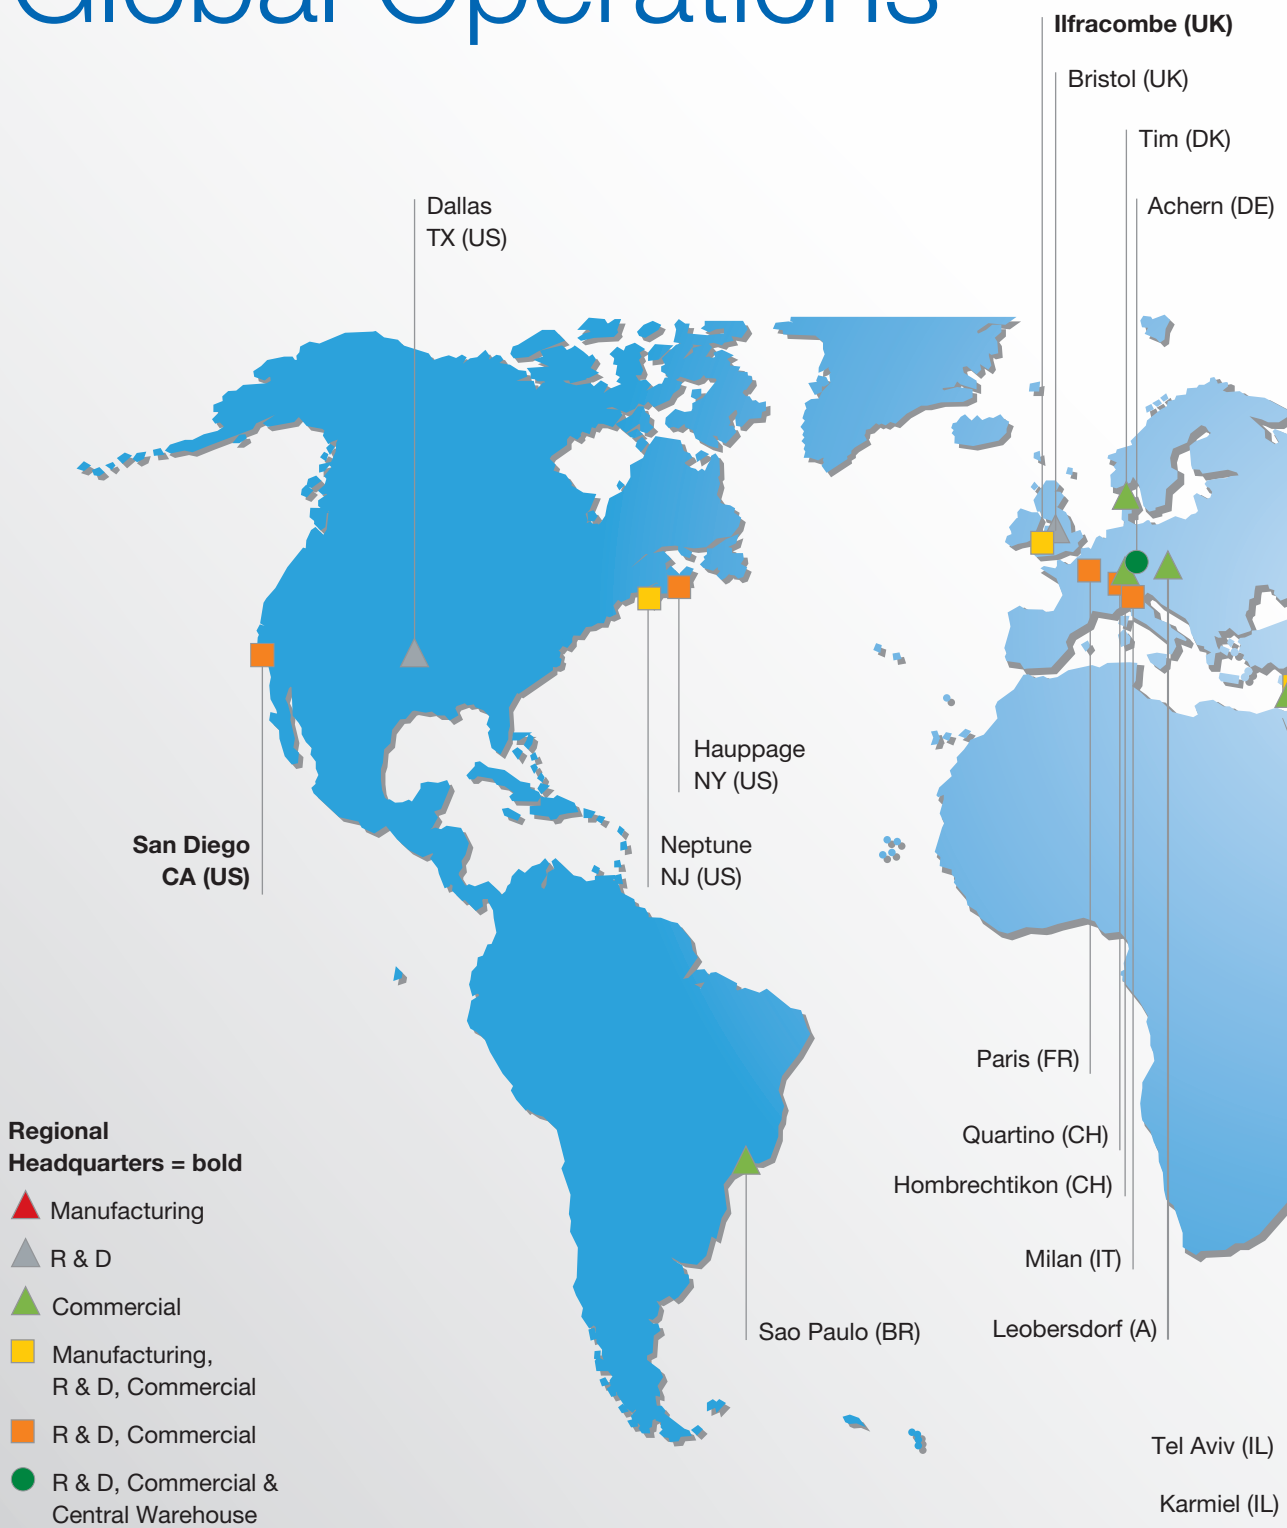 Global Operations
Ilfracombe (UK)
Bristol (UK)
Tim (DK)
Achern (DE)
Dallas
TX (US)
Hauppage
NY (US)
San Diego
CA (US)
Neptune
NJ (US)
Paris (FR)
Quartino (CH)
Hombrechtikon (CH)
Milan (IT)
Sao Paulo (BR)
Leobersdorf (A)
Tel Aviv (IL)
Karmiel (IL)
Regional
Headquarters = bold
Manufacturing
R & D
Commercial
Manufacturing,
R & D, Commercial
R & D, Commercial
R & D, Commercial &
Central Warehouse